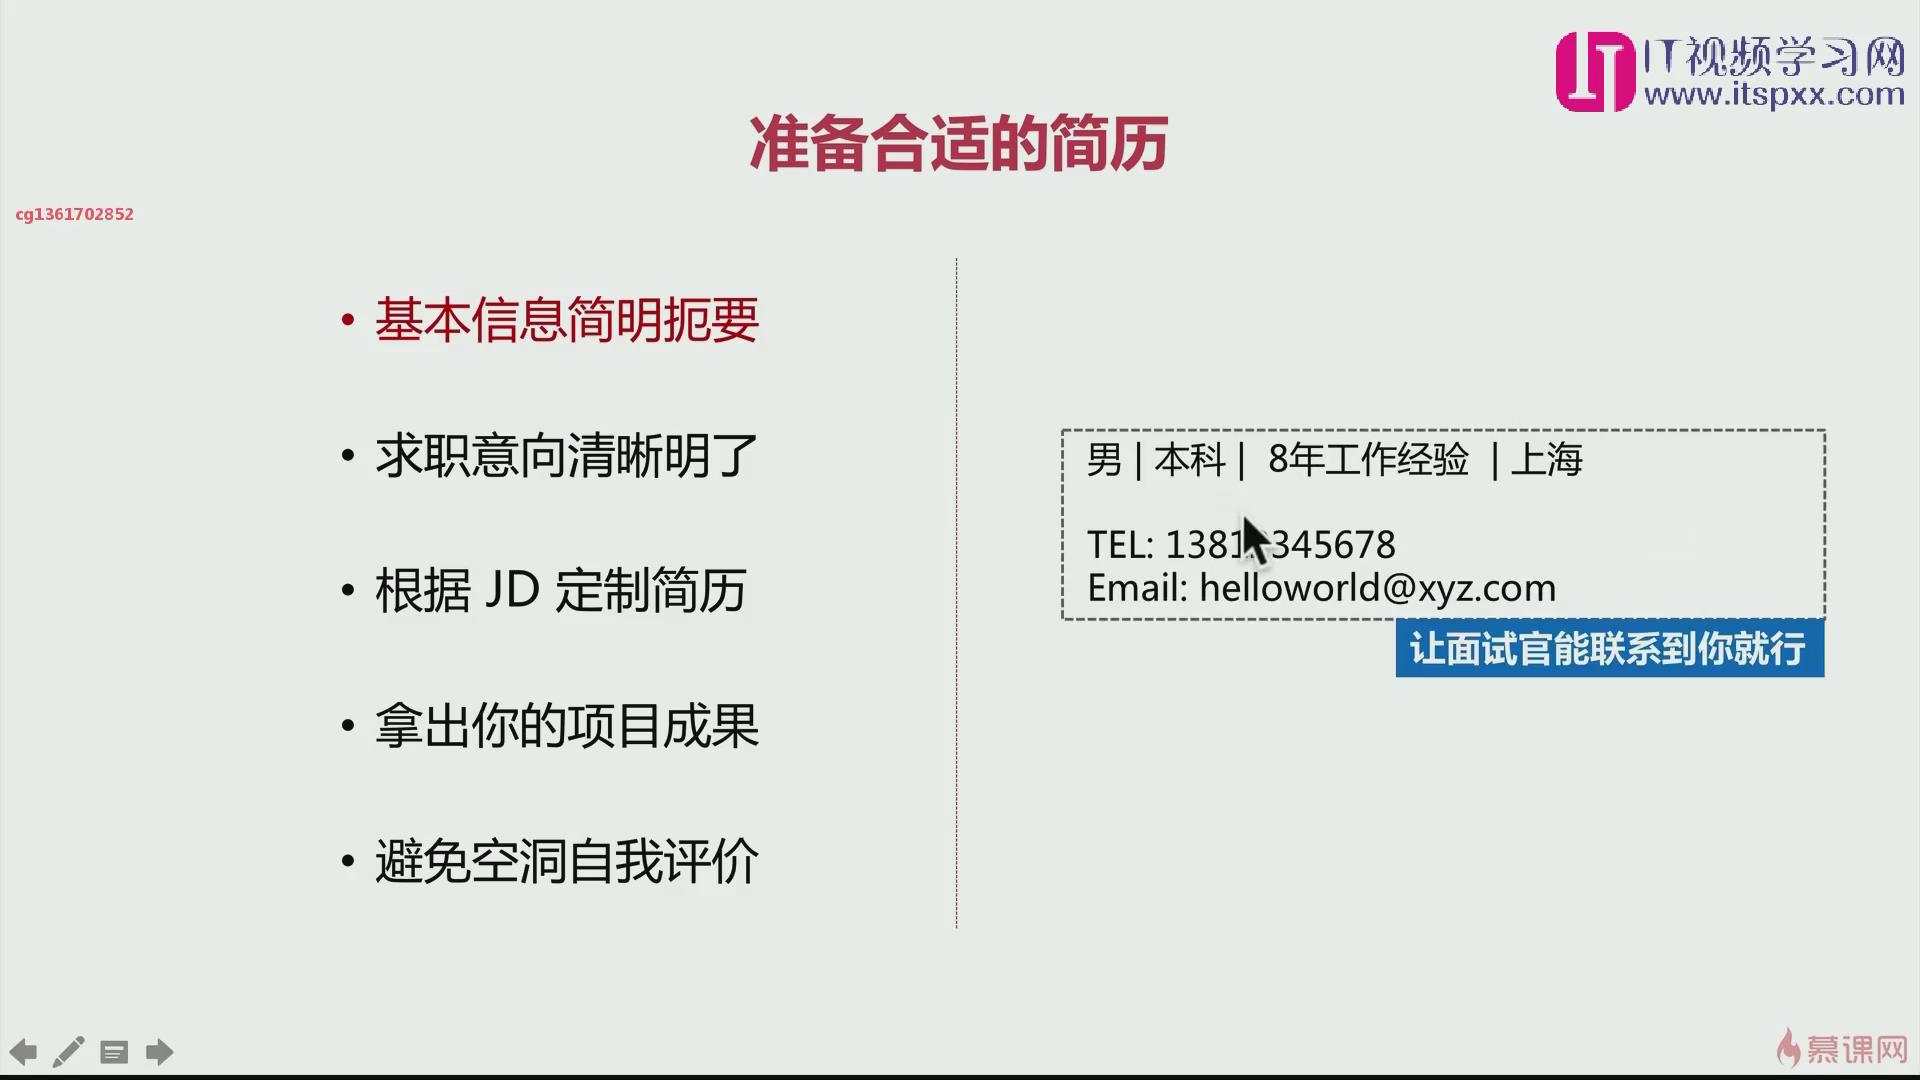 IT视频学习网
www.itspxx.com
准备合适的简历
cg1361702852
• 基本信息简明扼要
• 求职意向清晰明了
• 根据 JD 定制简历
• 拿出你的项目成果
• 避免空洞自我评价
男 | 本科 | 8年工作经验 | 上海
TEL:
Email: helloworld@xyz.com
让面试官能联系到你就行
慕课网